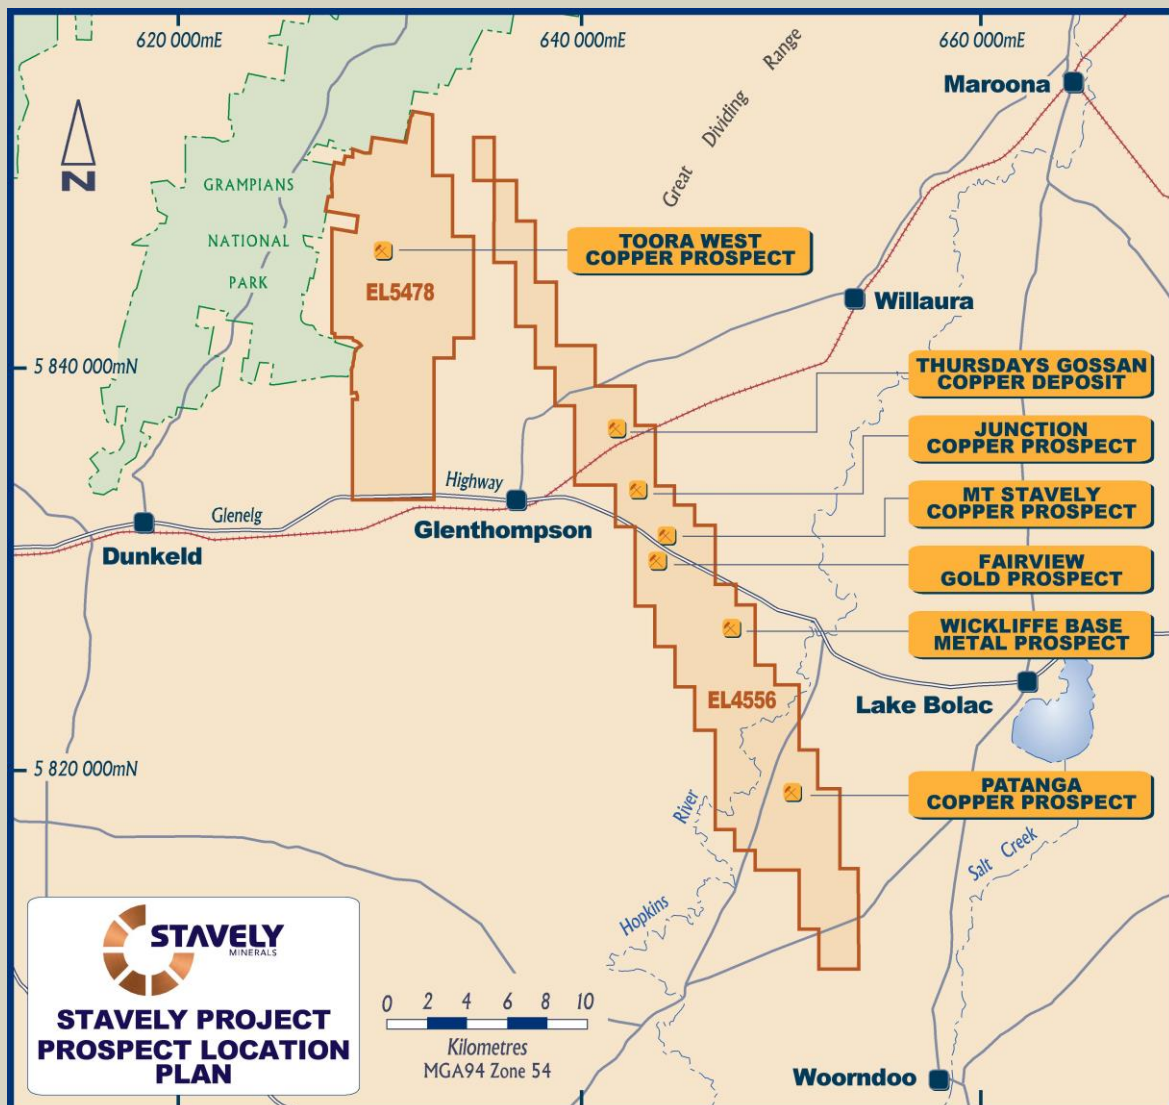 620 000mE
640 000mE
660 000mE
Maroona
Great Dividing Range
N
GRAMPIANS
NATIONAL
PARK
TOORA WEST
COPPER PROSPECT
EL5478
Willaura
5 840 000mN
THURSDAYS GOSSAN
COPPER DEPOSIT
JUNCTION
COPPER PROSPECT
Highway
Glenelg
Glenthompson
MT STAVELY
COPPER PROSPECT
Dunkeld
FAIRVIEW
GOLD PROSPECT
WICKLIFFE BASE
METAL PROSPECT
EL4556
Lake Bolac
5 820 000mN
PATANGA
COPPER PROSPECT
River
Hopkins
Salt Creek
STAVELY
MINERALS
STAVELY PROJECT
PROSPECT LOCATION
PLAN
0 2 4 6 8 10
Kilometres
MGA94 Zone 54
Woorndoo